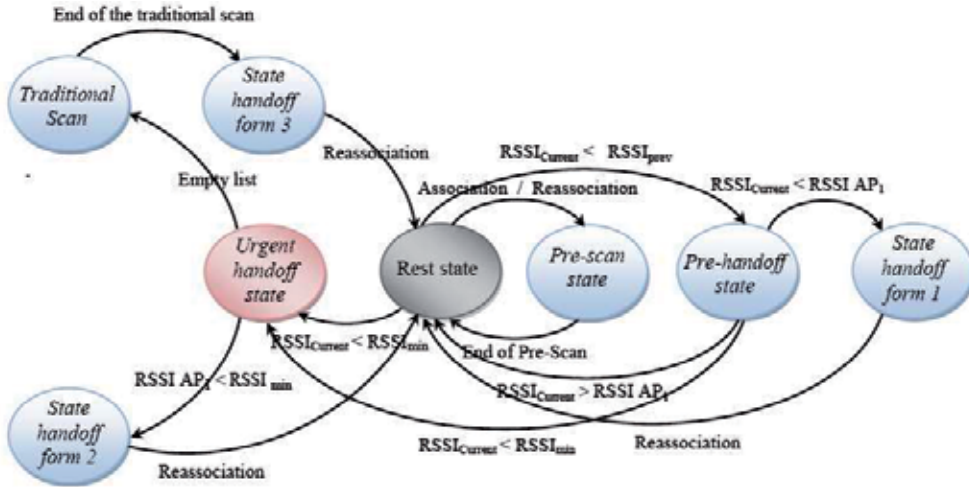 End of the traditional scan
Traditional
Scan
State
handoff
form 3
Reassociation
RSSICurrent < RSSIprev
RSSICurrent < RSSI AP1
Empty list
Association / Reassociation
Urgent
handoff
state
Rest state
Pre-scan
state
Pre-handoff
state
State
handoff
form 1
RSSICurrent < RSSImin
End of Pre-Scan
RSSI AP1 < RSSI min
RSSICurrent > RSSI AP1
State
handoff
form 2
RSSICurrent < RSSImin
Reassociation
Reassociation